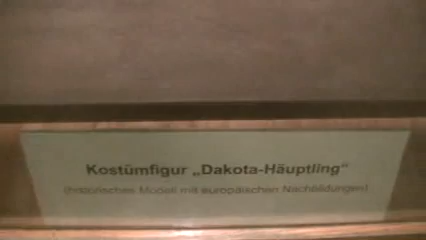 Kostümfigur „Dakota-Häuptling“
(historisches Modell mit europäischen Nachbildungen)